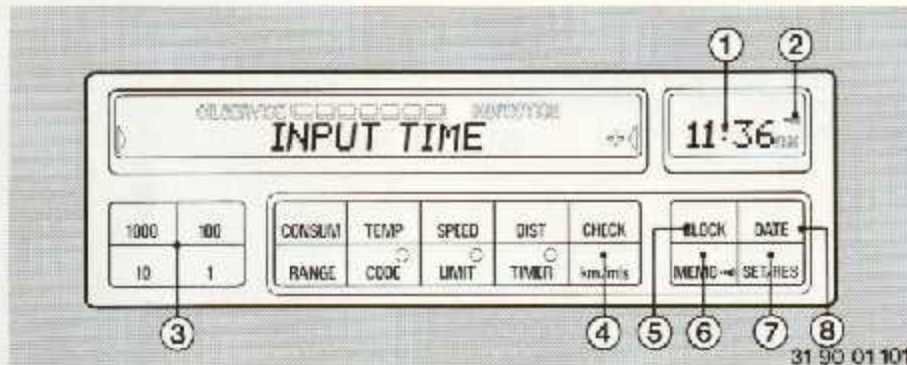 ① ②
INPUT TIME
11:36
1000 100
10 1
CONSUM TEMP SPEED DIST CHECK
RANGE CODE LIMIT TIMER km/mls
CLOCK DATE
MEMO SET/RES
③ ④ ⑤ ⑥ ⑦ ⑧
31 90 01 101